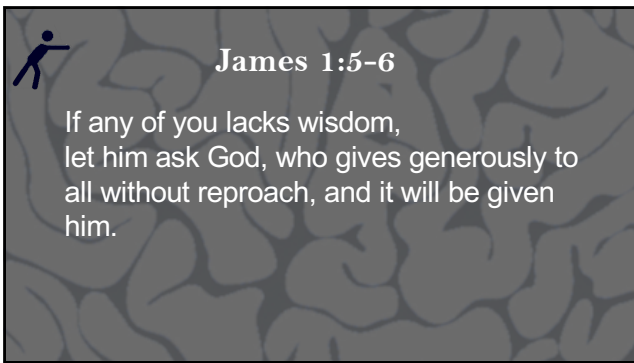 James 1:5-6
If any of you lacks wisdom,
let him ask God, who gives generously to
all without reproach, and it will be given
him.